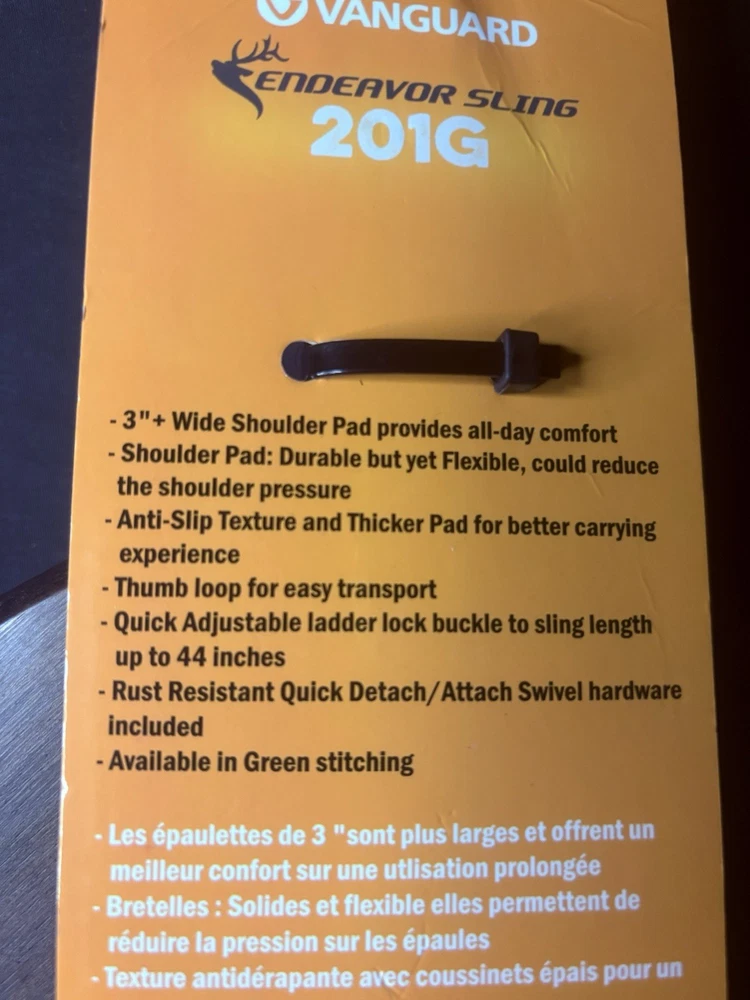 VANGUARD
ENDEAVOR SLING
201G
- 3"+ Wide Shoulder Pad provides all-day comfort
- Shoulder Pad: Durable but yet Flexible, could reduce
the shoulder pressure
- Anti-Slip Texture and Thicker Pad for better carrying
experience
- Thumb loop for easy transport
- Quick Adjustable ladder lock buckle to sling length
up to 44 inches
- Rust Resistant Quick Detach/Attach Swivel hardware
included
- Available in Green stitching
- Les épaulettes de 3 "sont plus larges et offrent un
meilleur confort sur une utlisation prolongée
- Bretelles : Solides et flexible elles permettent de
réduire la pression sur les épaules
- Texture antidérapante avec coussinets épais pour un